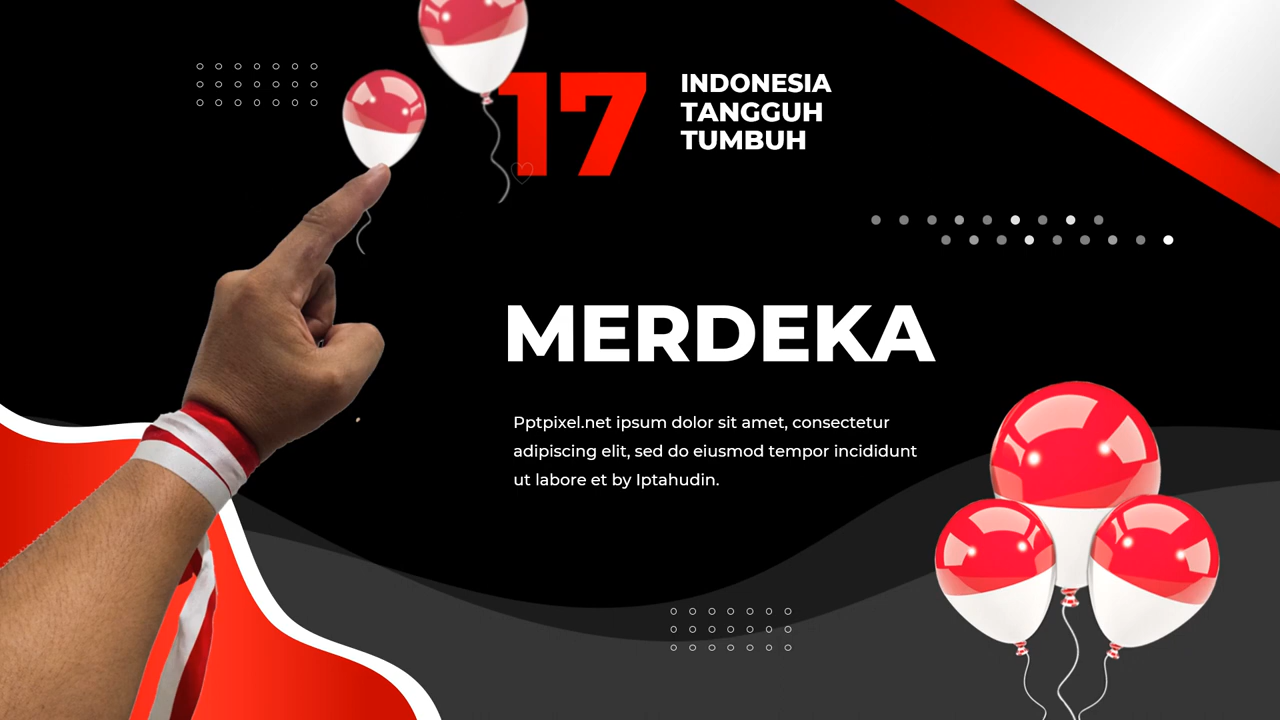 17
INDONESIA
TANGGUH
TUMBUH
MERDEKA
Pptpixel.net ipsum dolor sit amet, consectetur
adipiscing elit, sed do eiusmod tempor incididunt
ut labore et by Iptahudin.